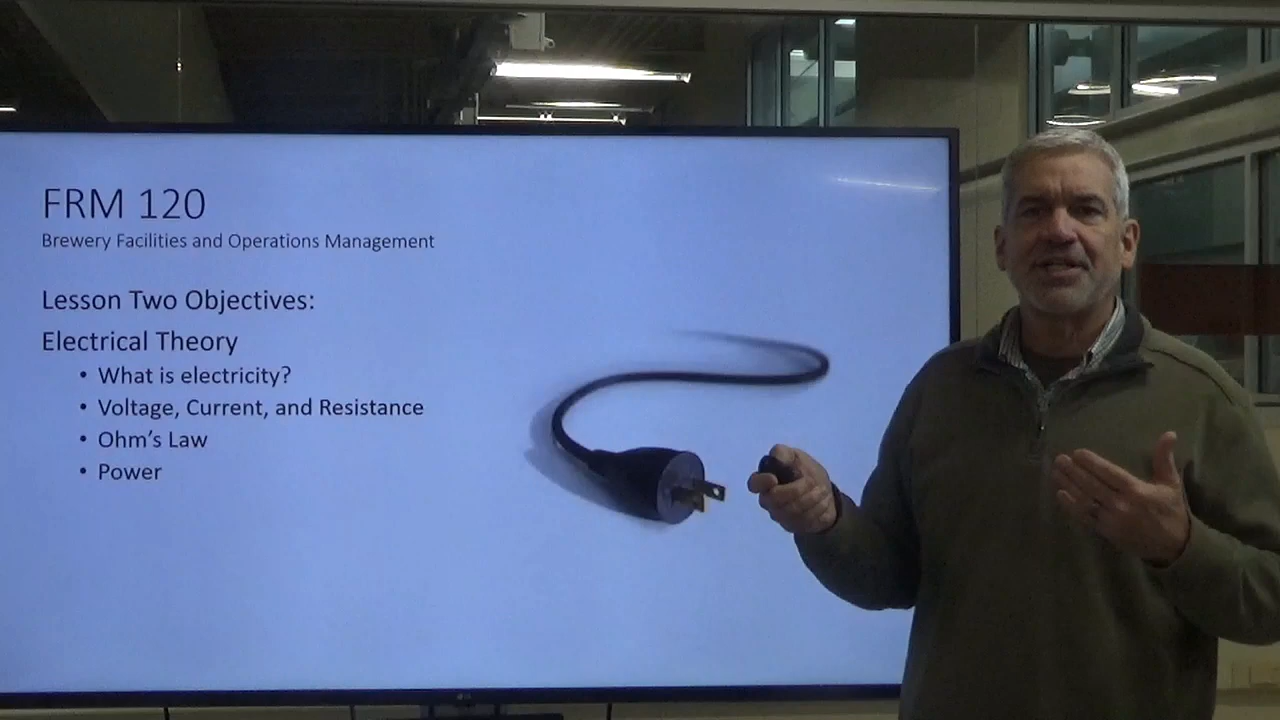 FRM 120
Brewery Facilities and Operations Management
Lesson Two Objectives:
Electrical Theory
• What is electricity?
• Voltage, Current, and Resistance
• Ohm's Law
• Power
LG